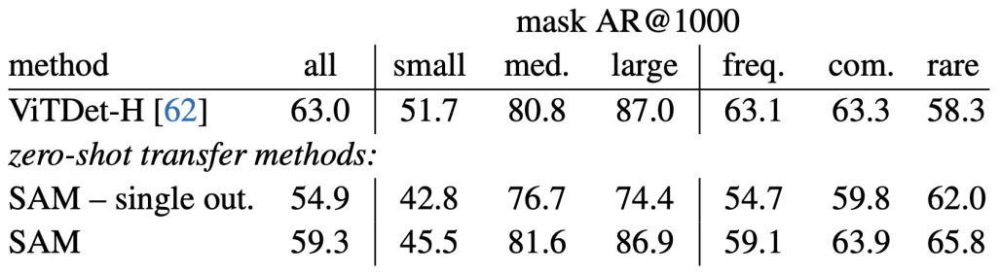 mask AR@1000
method all small med. large freq. com. rare
ViTDet-H [62] 63.0 51.7 80.8 87.0 63.1 63.3 58.3
zero-shot transfer methods:
SAM – single out. 54.9 42.8 76.7 74.4 54.7 59.8 62.0
SAM 59.3 45.5 81.6 86.9 59.1 63.9 65.8